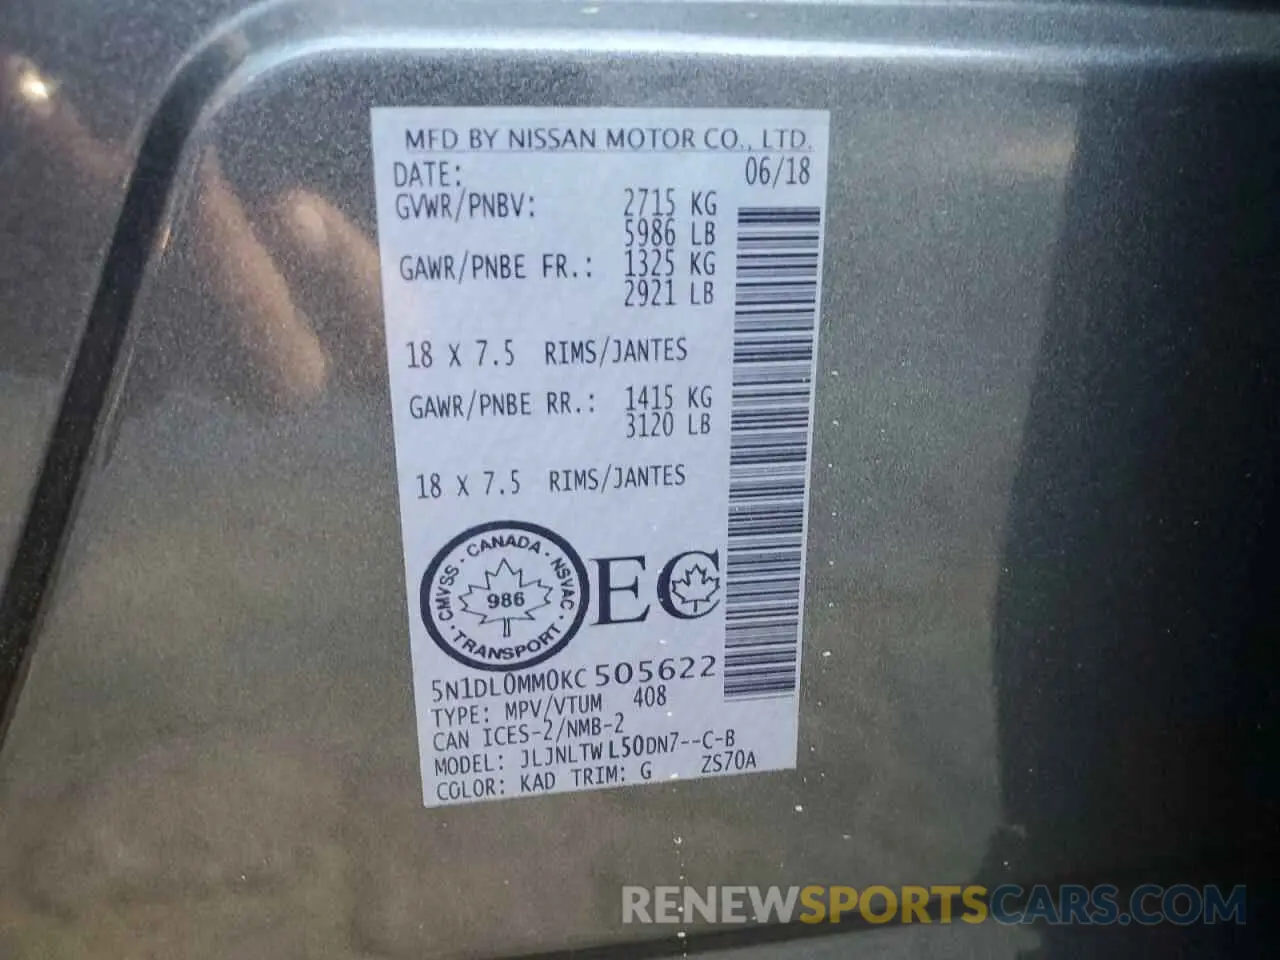 MFD BY NISSAN MOTOR CO., LTD.
DATE: 06/18
GVWR/PNBV: 2715 KG
5986 LB
GAWR/PNBE FR.: 1325 KG
2921 LB
18 X 7.5 RIMS/JANTES
GAWR/PNBE RR.: 1415 KG
3120 LB
18 X 7.5 RIMS/JANTES
CMVSS · CANADA · NSVAC · TRANSPORT ·
986
EC
5N1DL0MM0KC505622
TYPE: MPV/VTUM 408
CAN ICES-2/NMB-2
MODEL: JLJNLTWL50DN7--C-B
COLOR: KAD TRIM: G ZS70A
RENEWSPORTSCARS.COM